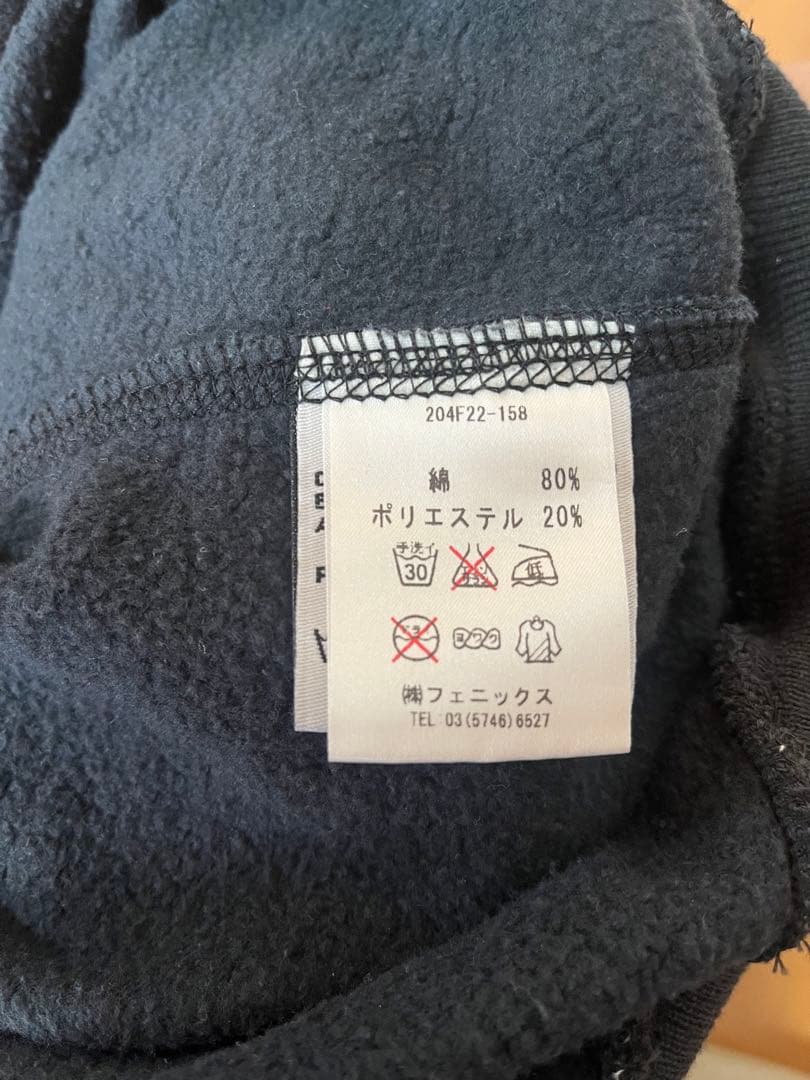 204F22-158
綿 80%
ポリエステル 20%
手洗イ
30
低
ヨワク
㈱フェニックス
TEL:03(5746)6527